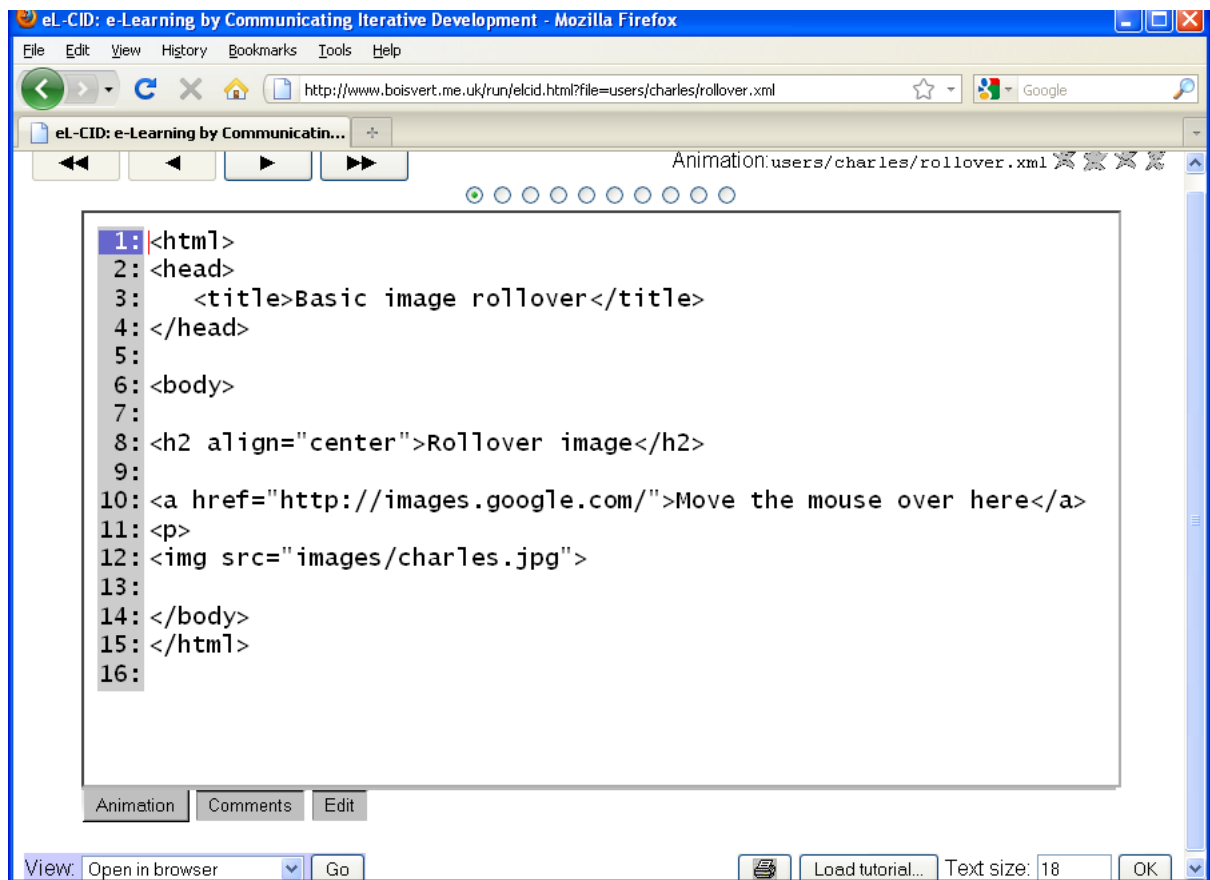 eL-CID: e-Learning by Communicating Iterative Development - Mozilla Firefox
File Edit View History Bookmarks Tools Help
http://www.boisvert.me.uk/run/elcid.html?file=users/charles/rollover.xml Google
eL-CID: e-Learning by Communicatin...
Animation:users/charles/rollover.xml
1: <html>
2: <head>
3:    <title>Basic image rollover</title>
4: </head>
5:
6: <body>
7:
8: <h2 align="center">Rollover image</h2>
9:
10: <a href="http://images.google.com/">Move the mouse over here</a>
11: <p>
12: <img src="images/charles.jpg">
13:
14: </body>
15: </html>
16:
Animation Comments Edit
View: Open in browser Go Load tutorial... Text size: 18 OK